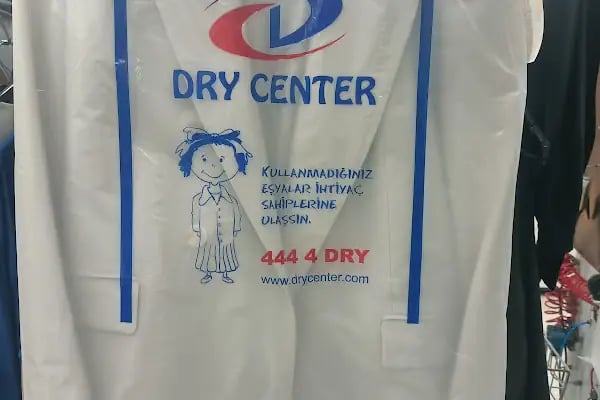 DRY CENTER
KULLANMADIĞINIZ
EŞYALAR İHTİYAÇ
SAHİPLERİNE
ULAŞSIN.
444 4 DRY
www.drycenter.com